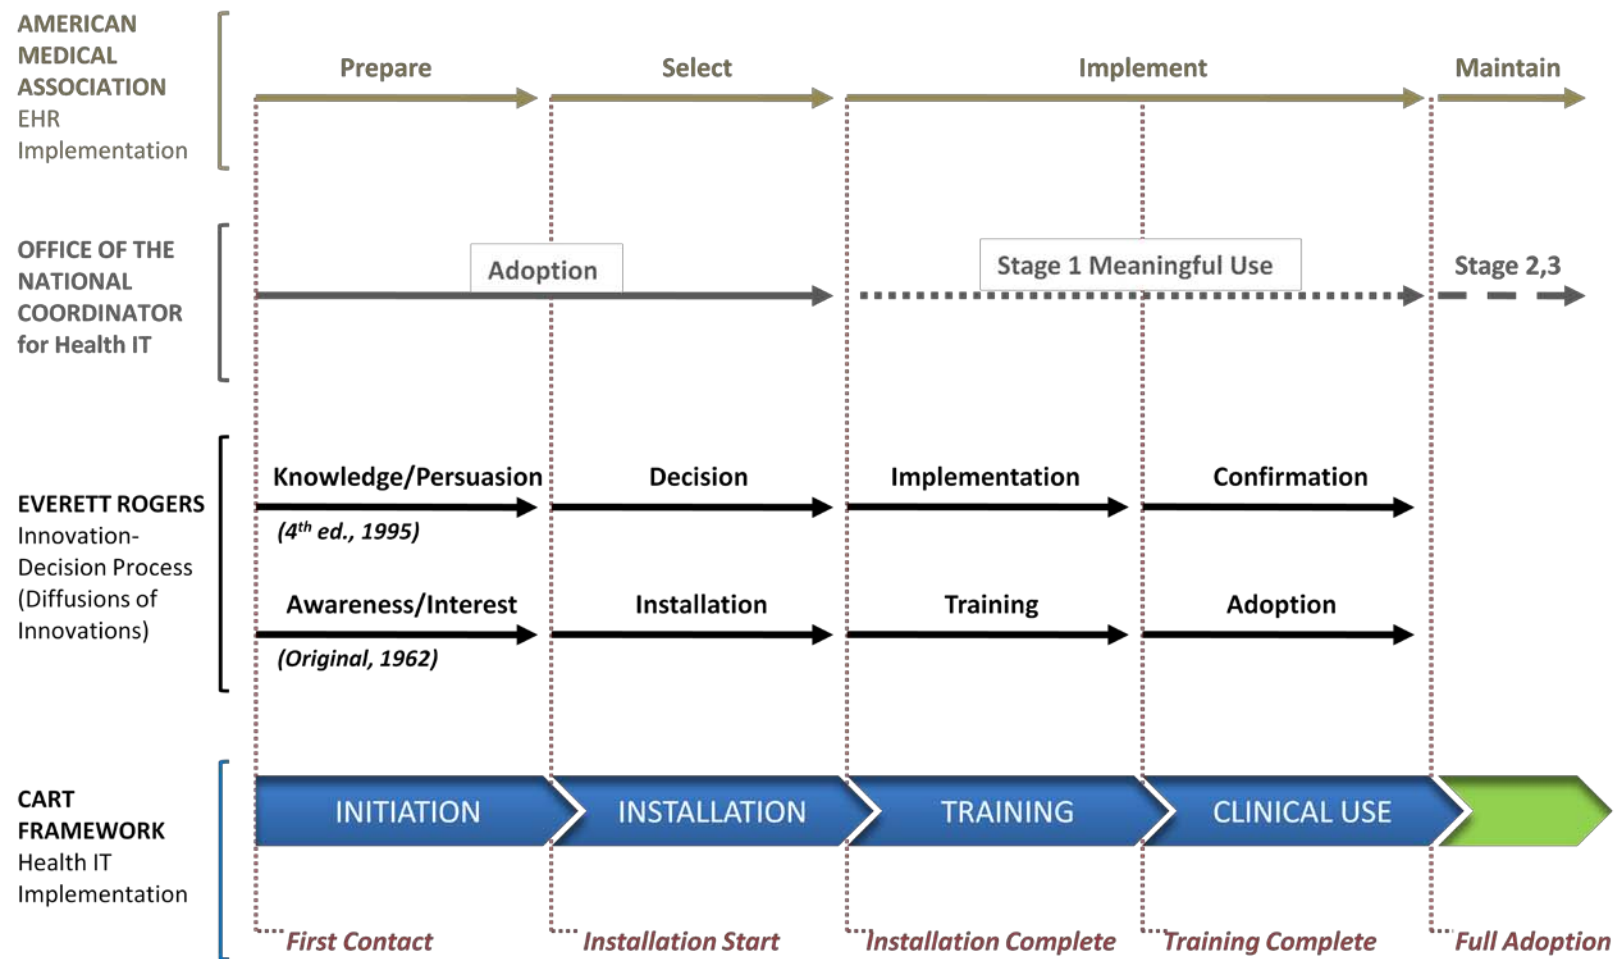 AMERICAN
MEDICAL
ASSOCIATION
EHR
Implementation
Prepare
Select
Implement
Maintain
OFFICE OF THE
NATIONAL
COORDINATOR
for Health IT
Adoption
Stage 1 Meaningful Use
Stage 2,3
EVERETT ROGERS
Innovation-
Decision Process
(Diffusions of
Innovations)
Knowledge/Persuasion
(4th ed., 1995)
Decision
Implementation
Confirmation
Awareness/Interest
(Original, 1962)
Installation
Training
Adoption
CART
FRAMEWORK
Health IT
Implementation
INITIATION
INSTALLATION
TRAINING
CLINICAL USE
First Contact
Installation Start
Installation Complete
Training Complete
Full Adoption